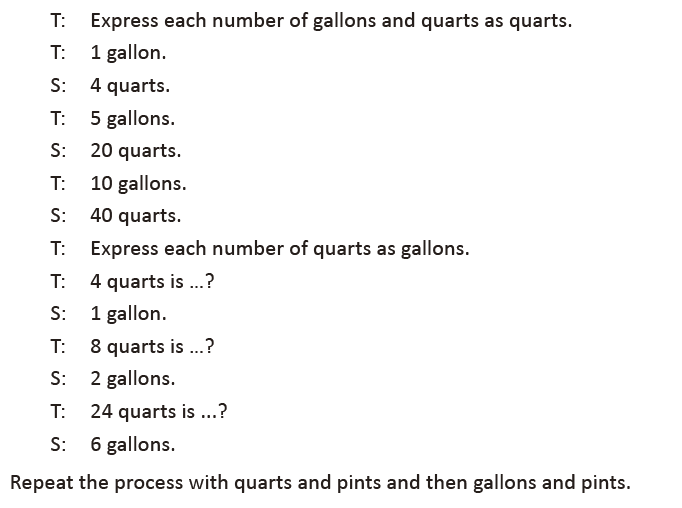 T: Express each number of gallons and quarts as quarts.
T: 1 gallon.
S: 4 quarts.
T: 5 gallons.
S: 20 quarts.
T: 10 gallons.
S: 40 quarts.
T: Express each number of quarts as gallons.
T: 4 quarts is …?
S: 1 gallon.
T: 8 quarts is …?
S: 2 gallons.
T: 24 quarts is …?
S: 6 gallons.
Repeat the process with quarts and pints and then gallons and pints.